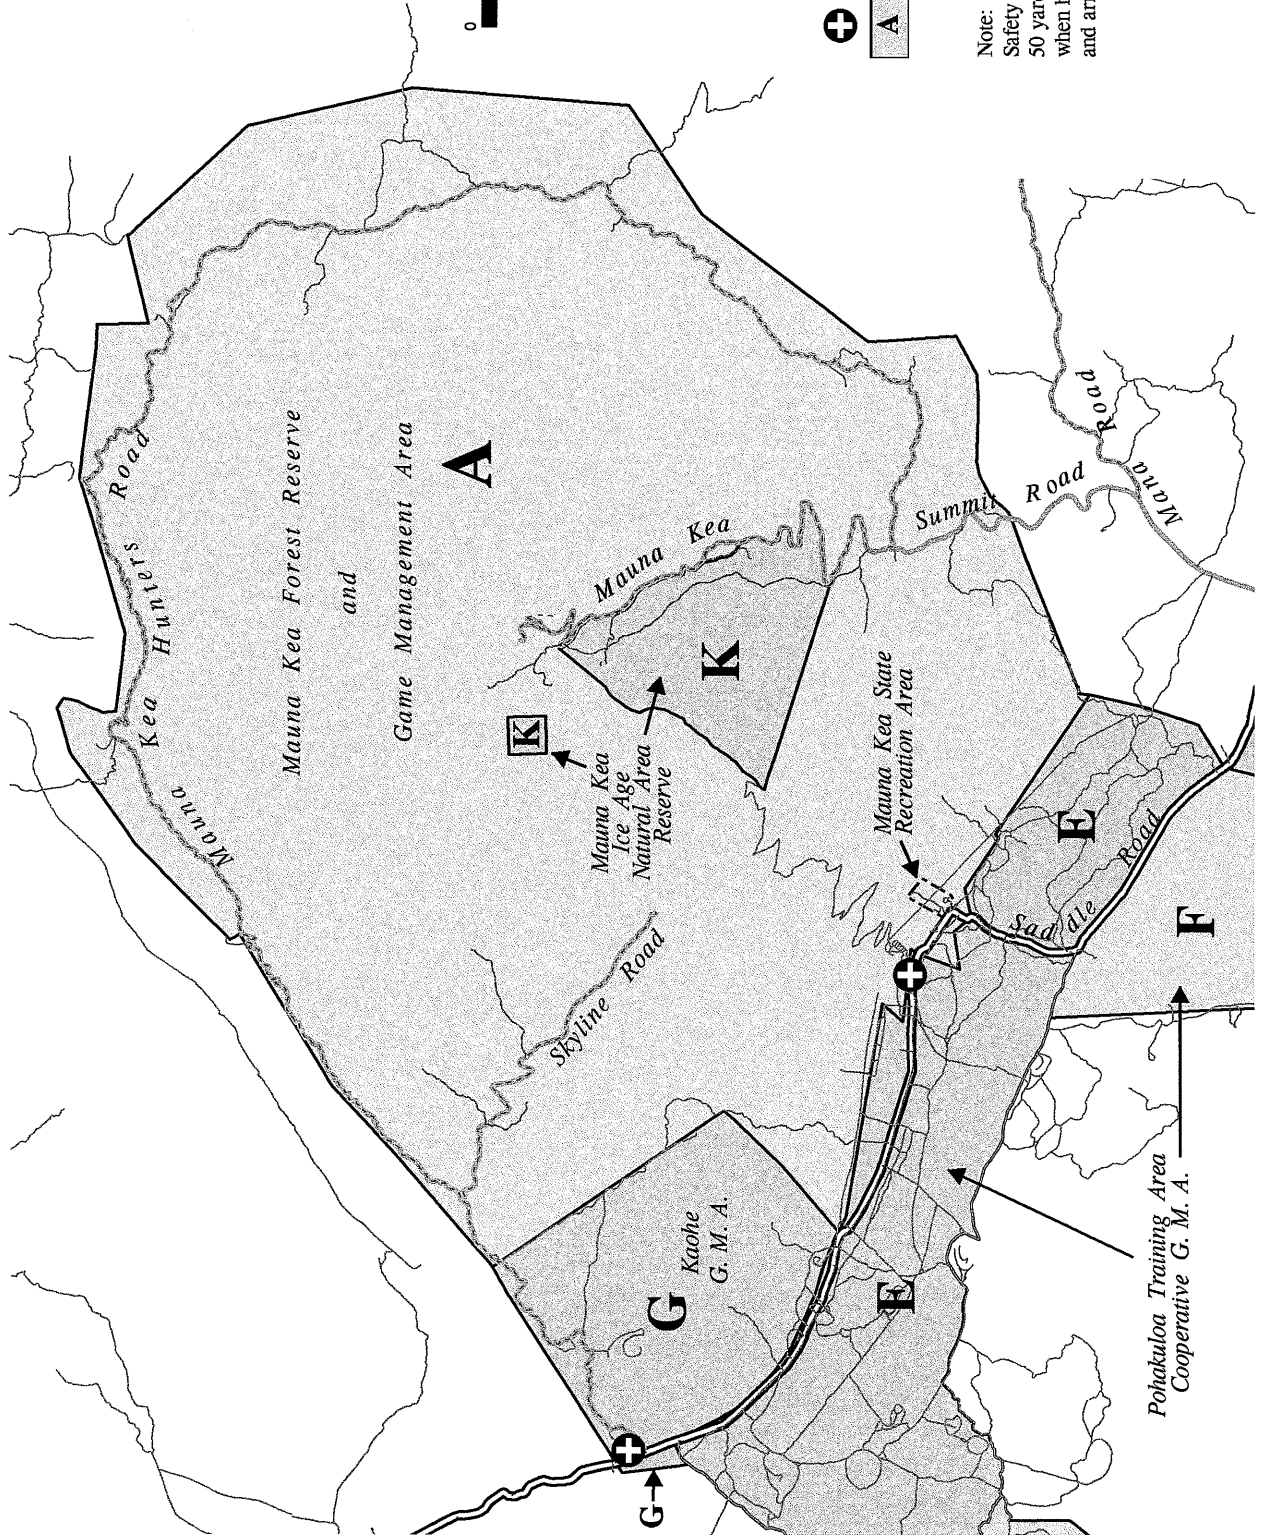 Mauna Kea Hunters Road
Mauna Kea Forest Reserve
and
Game Management Area
A
K
Mauna Kea
Ice Age
Natural Area
Reserve
K
Mauna Kea Summit Road
Mana Road
Mauna Kea State
Recreation Area
Skyline Road
G
Kaohe
G. M. A.
G
E
E
F
Saddle Road
Pohakuloa Training Area
Cooperative G. M. A.
0
A
Note:
Safety
50 yar
when
and